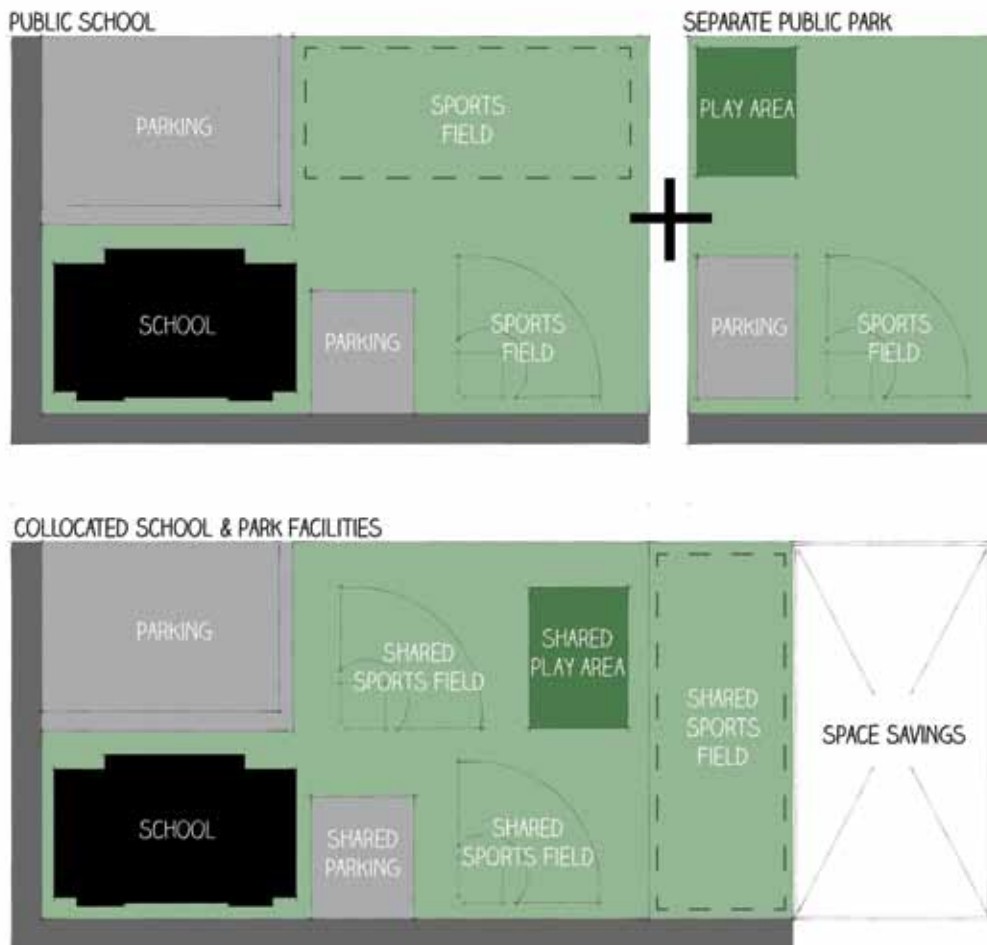 PUBLIC SCHOOL
SEPARATE PUBLIC PARK
PARKING
SPORTS
FIELD
PLAY AREA
SCHOOL
PARKING
SPORTS
FIELD
PARKING
SPORTS
FIELD
COLLOCATED SCHOOL & PARK FACILITIES
PARKING
SHARED
SPORTS FIELD
SHARED
PLAY AREA
SHARED
SPORTS
FIELD
SPACE SAVINGS
SCHOOL
SHARED
PARKING
SHARED
SPORTS FIELD